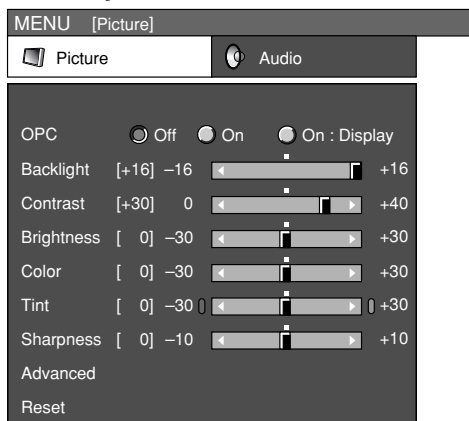 MENU [Picture]
Picture Audio
OPC Off On On : Display
Backlight [+16] –16 +16
Contrast [+30] 0 +40
Brightness [ 0] –30 +30
Color [ 0] –30 +30
Tint [ 0] –30 +30
Sharpness [ 0] –10 +10
Advanced
Reset